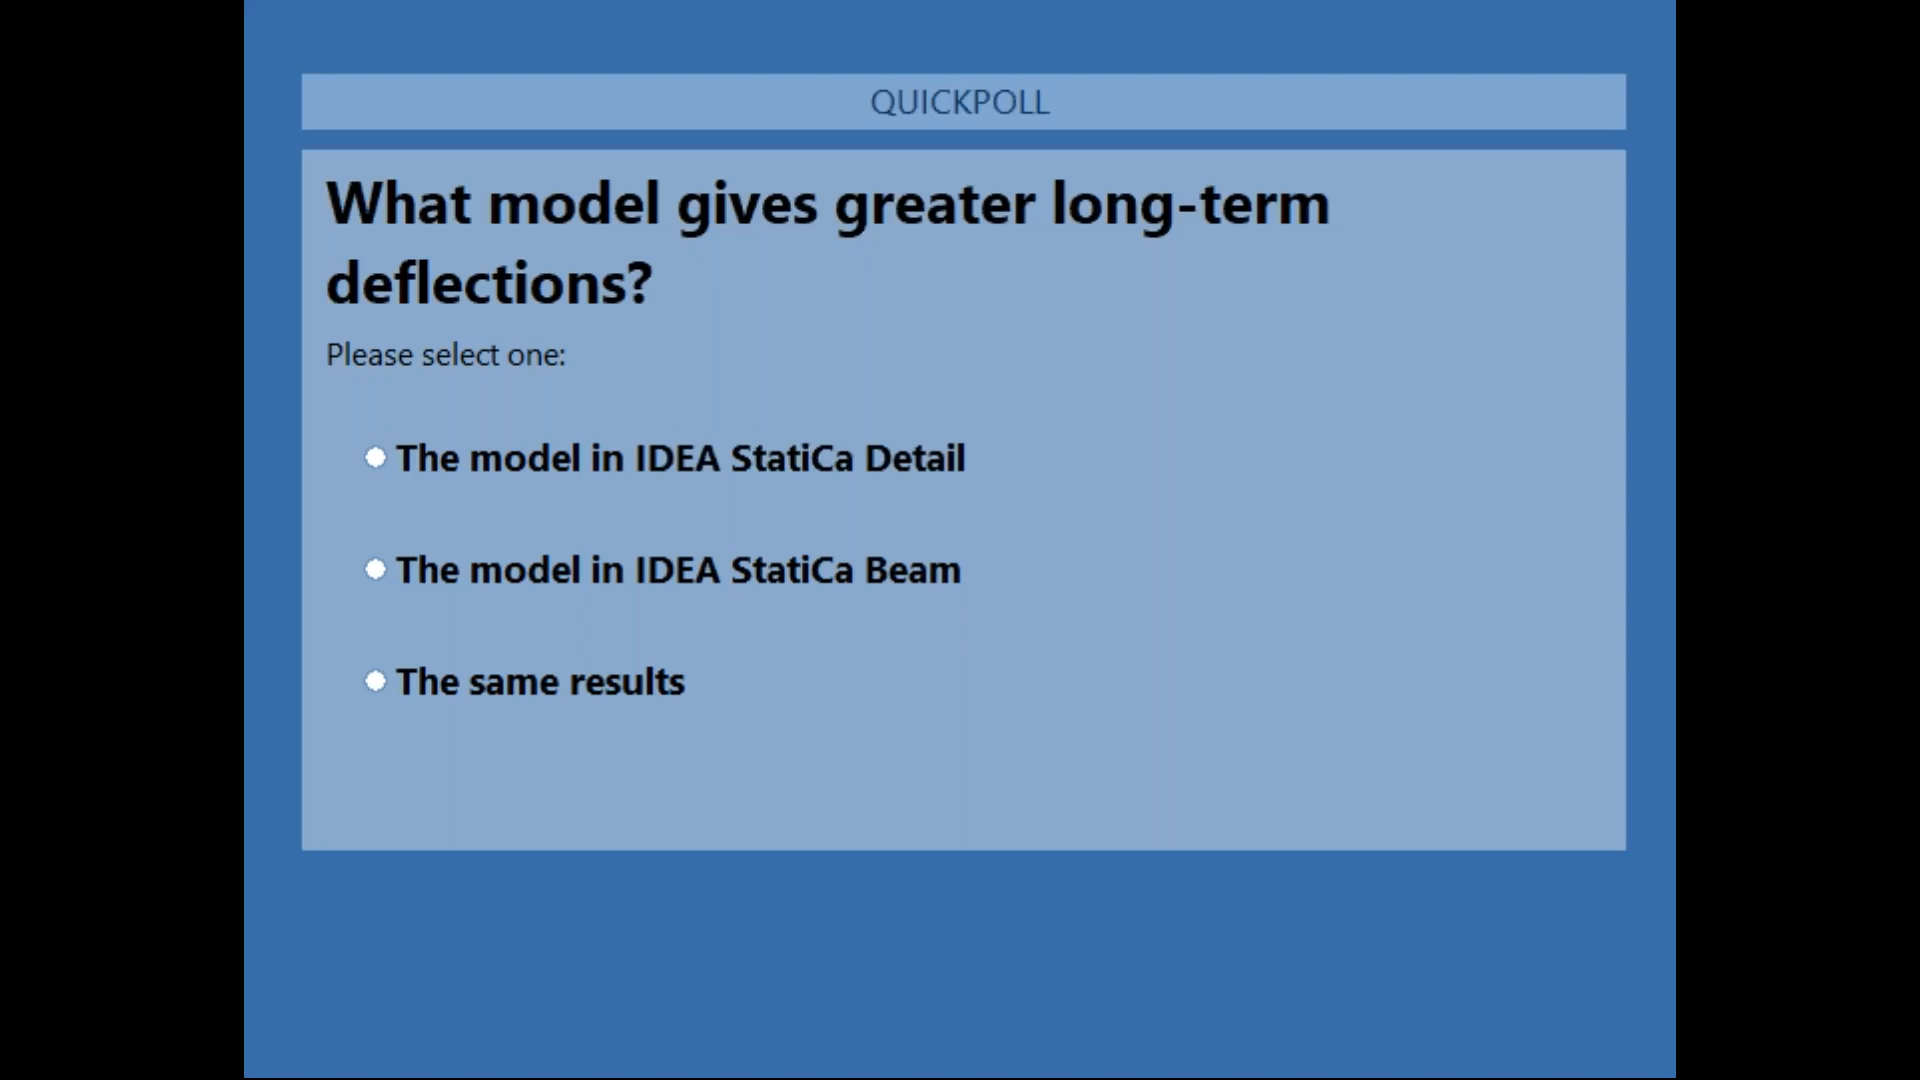 QUICKPOLL
What model gives greater long-term
deflections?
Please select one:
The model in IDEA StatiCa Detail
The model in IDEA StatiCa Beam
The same results